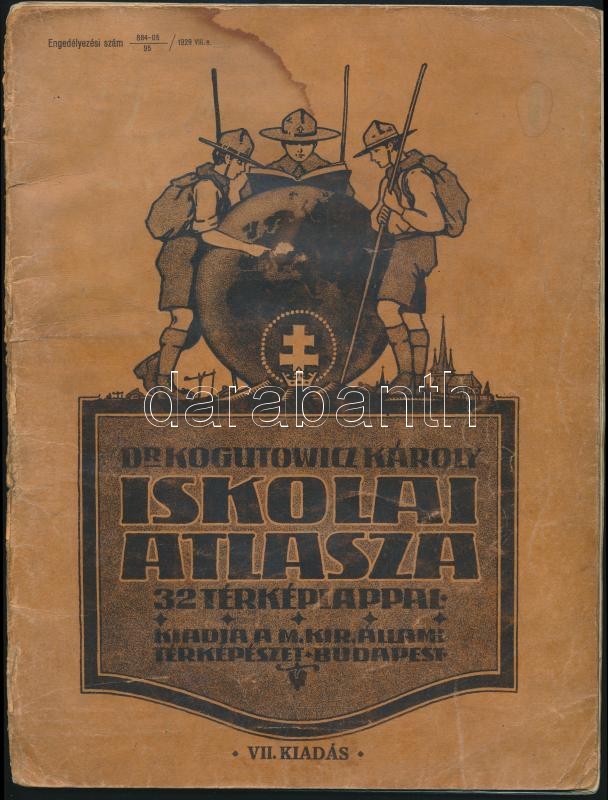 Engedélyezési szám 884-05/95 / 1929 VIII. s.
darabanth
DR KOGUTOWICZ KÁROLY
ISKOLAI
ATLASZA
32 TÉRKÉPLAPPAL·
KIADJA A M. KIR. ÁLLAMI
TÉRKÉPÉSZET · BUDAPEST·
• VII. KIADÁS •